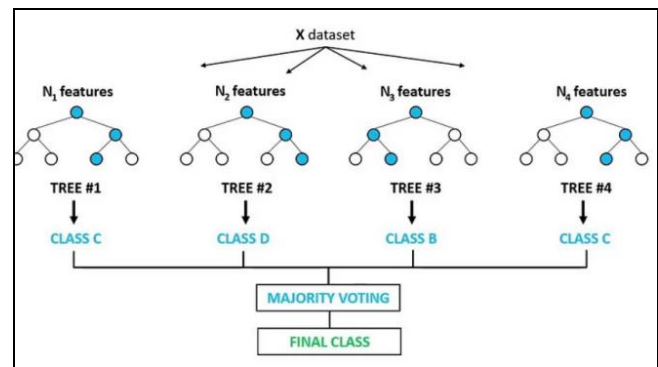 X dataset
N₁ features
N₂ features
N₃ features
N₄ features
TREE #1
TREE #2
TREE #3
TREE #4
CLASS C
CLASS D
CLASS B
CLASS C
MAJORITY VOTING
FINAL CLASS